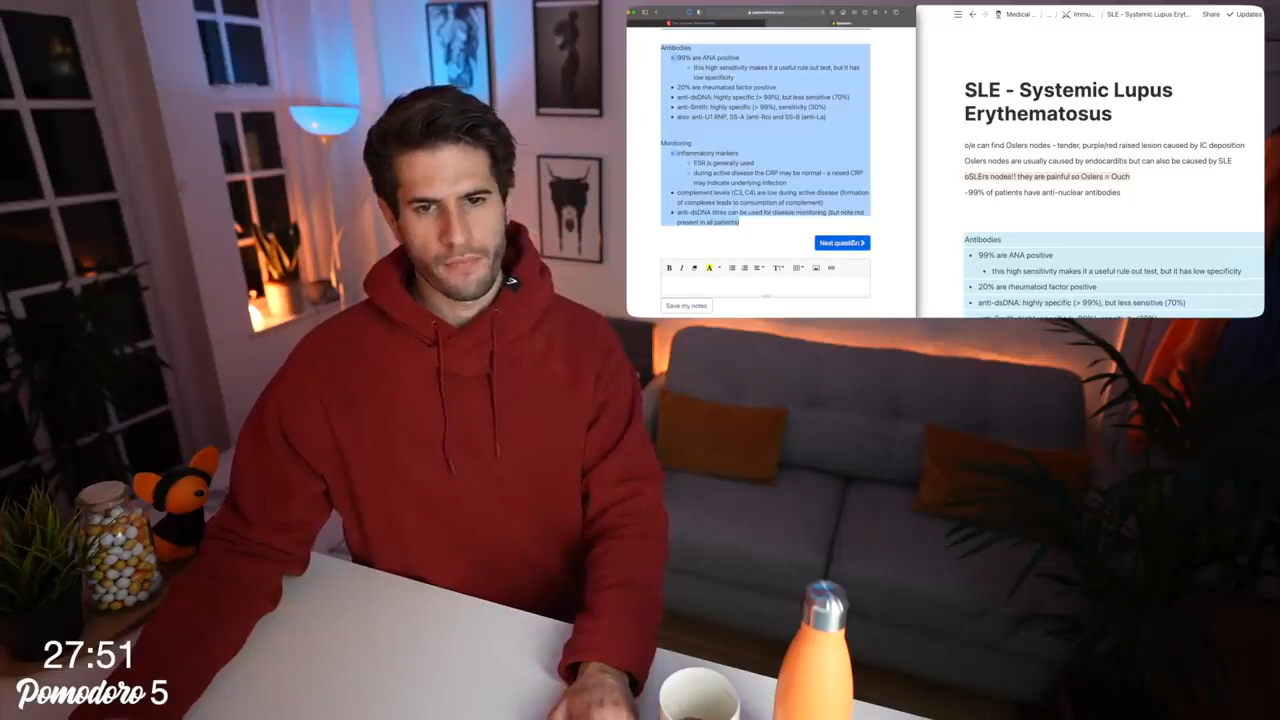 Antibodies
99% are ANA positive
this high sensitivity makes it a useful rule out test, but it has
low specificity
20% are rheumatoid factor positive
anti-dsDNA: highly specific (> 99%), but less sensitive (70%)
anti-Smith: highly specific (> 99%), sensitivity (30%)
also: anti-U1 RNP, SS-A (anti-Ro) and SS-B (anti-La)
Monitoring
inflammatory markers
ESR is generally used
during active disease the CRP may be normal - a raised CRP
may indicate underlying infection
complement levels (C3, C4) are low during active disease (formation
of complexes leads to consumption of complement)
anti-dsDNA titres can be used for disease monitoring (but note not
present in all patients)
Next question
B I A T
Save my notes
Medical ... / ... / Immu... / SLE - Systemic Lupus Eryt...
Share Updates
SLE - Systemic Lupus
Erythematosus
o/e can find Oslers nodes - tender, purple/red raised lesion caused by IC deposition
Oslers nodes are usually caused by endocarditis but can also be caused by SLE
oSLErs nodes!! they are painful so Oslers = Ouch
-99% of patients have anti-nuclear antibodies
Antibodies
99% are ANA positive
this high sensitivity makes it a useful rule out test, but it has low specificity
20% are rheumatoid factor positive
anti-dsDNA: highly specific (> 99%), but less sensitive (70%)
27:51
Pomodoro 5